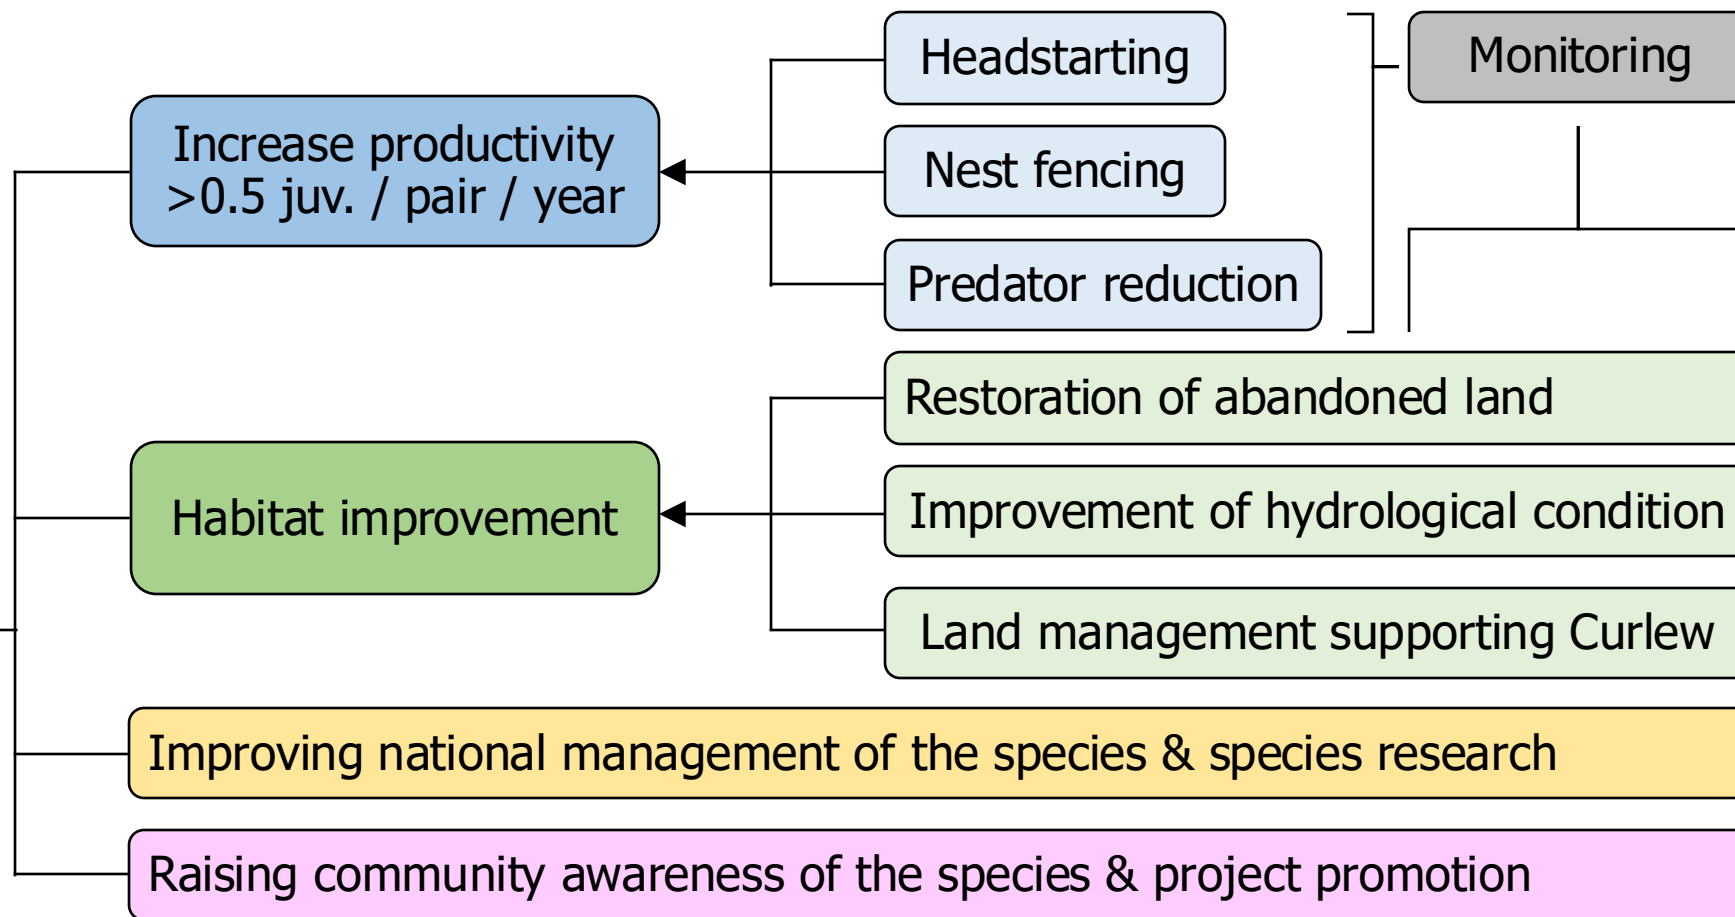 Headstarting
Monitoring
Increase productivity
>0.5 juv. / pair / year
Nest fencing
Predator reduction
Restoration of abandoned land
Habitat improvement
Improvement of hydrological condition
Land management supporting Curlew
Improving national management of the species & species research
Raising community awareness of the species & project promotion